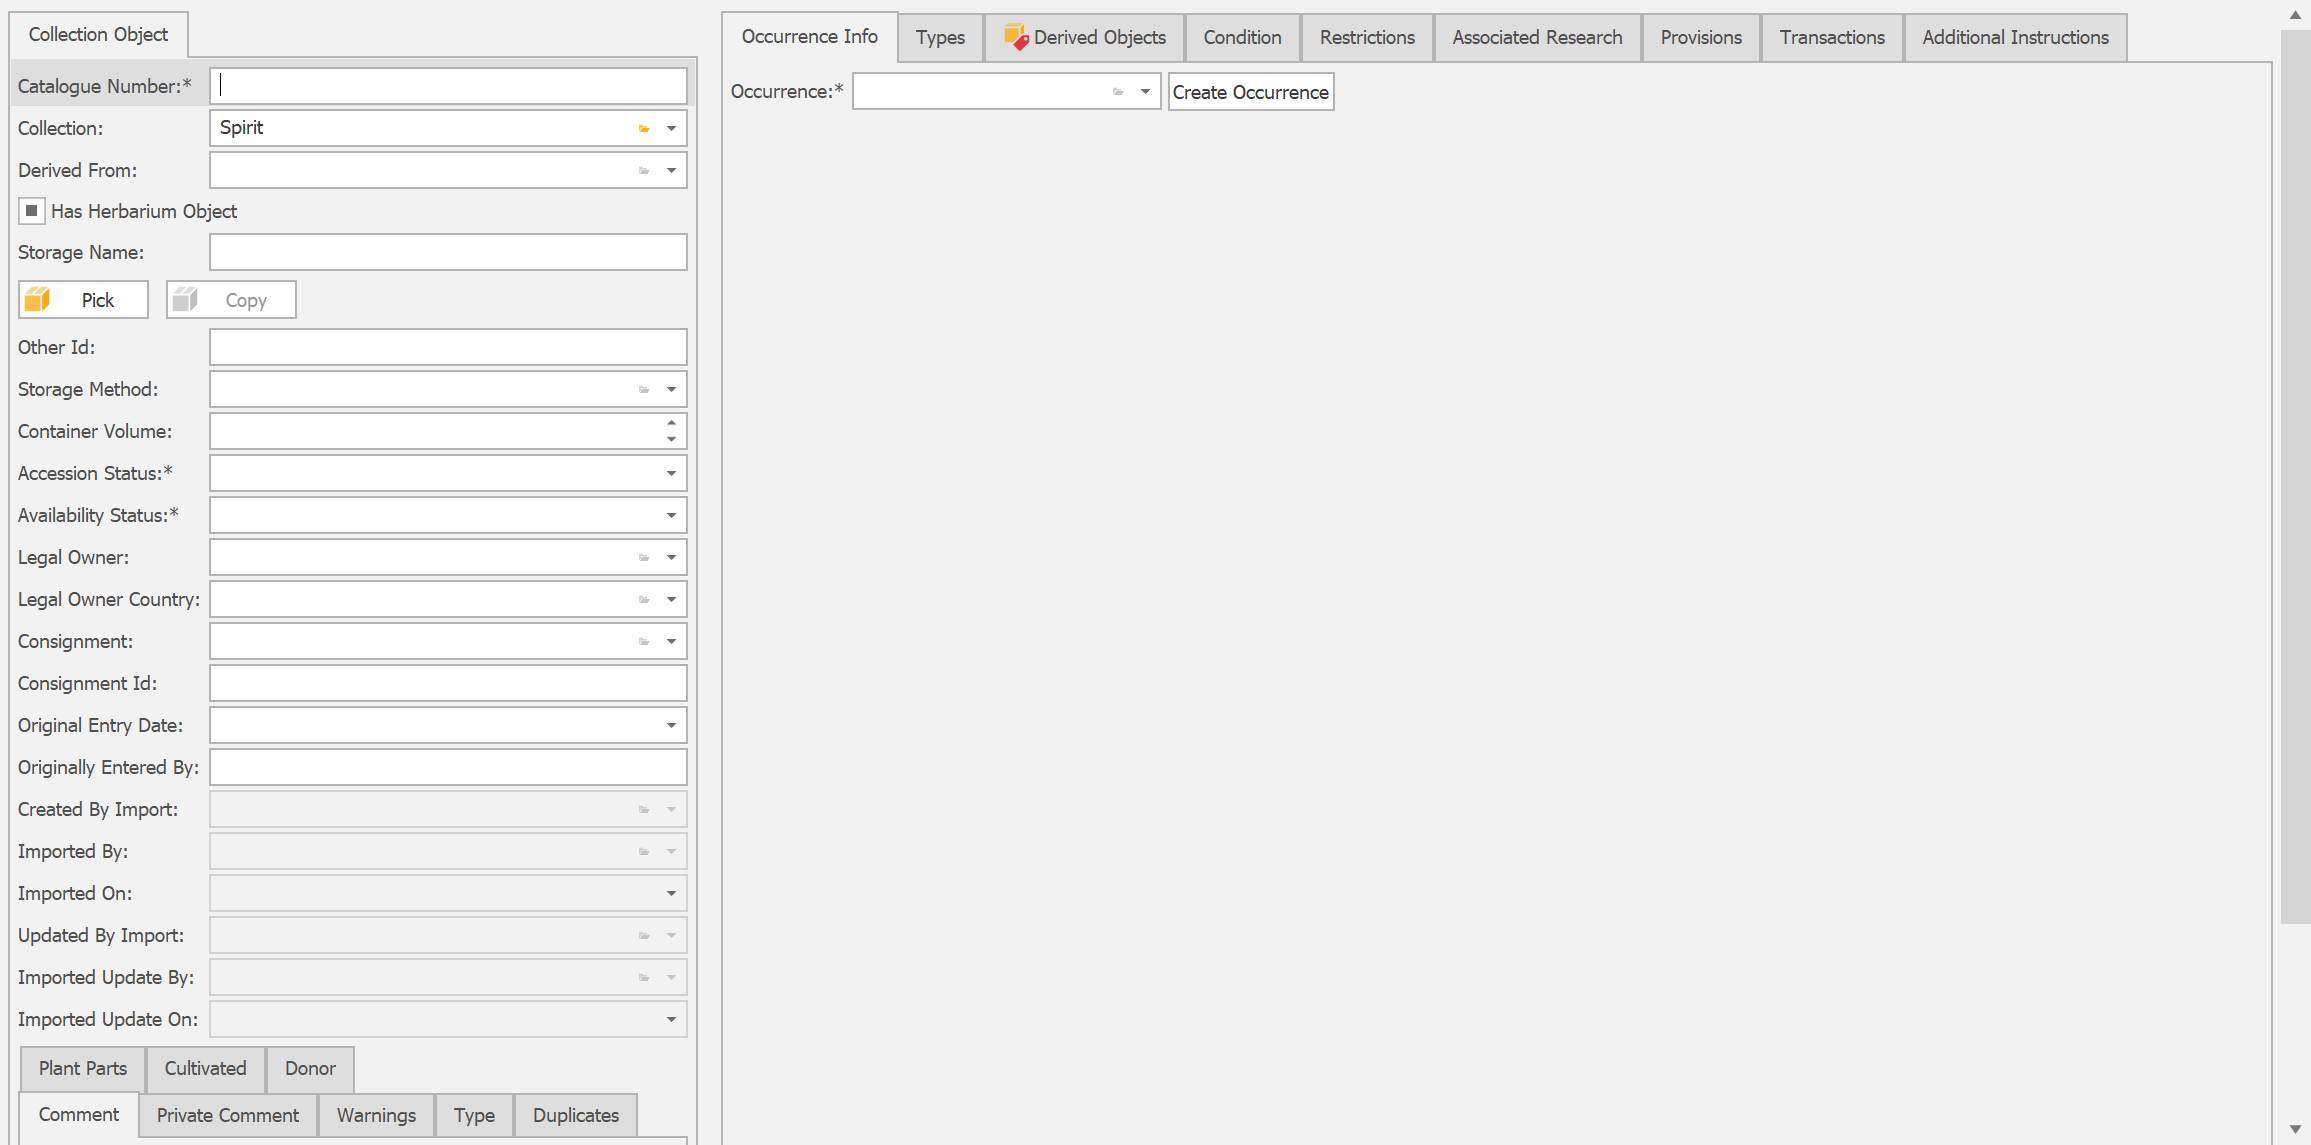 Collection Object
Catalogue Number:*
Collection: Spirit
Derived From:
Has Herbarium Object
Storage Name:
Pick Copy
Other Id:
Storage Method:
Container Volume:
Accession Status:*
Availability Status:*
Legal Owner:
Legal Owner Country:
Consignment:
Consignment Id:
Original Entry Date:
Originally Entered By:
Created By Import:
Imported By:
Imported On:
Updated By Import:
Imported Update By:
Imported Update On:
Plant Parts Cultivated Donor
Comment Private Comment Warnings Type Duplicates
Occurrence Info Types Derived Objects Condition Restrictions Associated Research Provisions Transactions Additional Instructions
Occurrence:* Create Occurrence